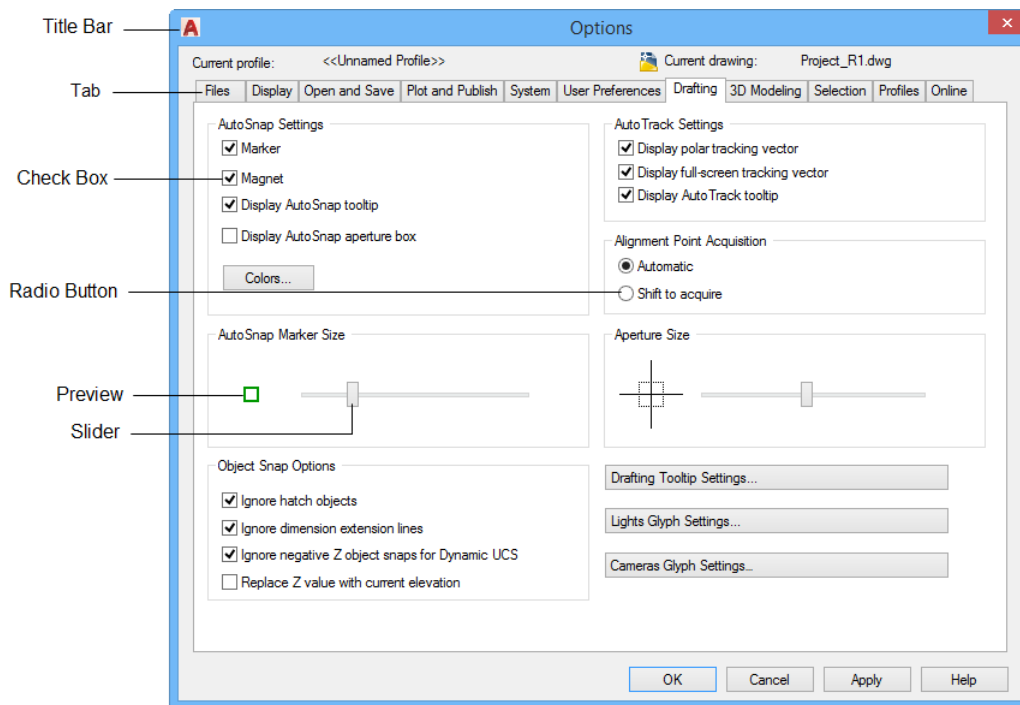 Title Bar
A
Options
Current profile: <<Unnamed Profile>> Current drawing: Project_R1.dwg
Tab
Files Display Open and Save Plot and Publish System User Preferences Drafting 3D Modeling Selection Profiles Online
AutoSnap Settings
Marker
Check Box
Magnet
Display AutoSnap tooltip
Display AutoSnap aperture box
Colors...
AutoTrack Settings
Display polar tracking vector
Display full-screen tracking vector
Display AutoTrack tooltip
Alignment Point Acquisition
Automatic
Radio Button
Shift to acquire
AutoSnap Marker Size
Preview
Slider
Aperture Size
Object Snap Options
Ignore hatch objects
Ignore dimension extension lines
Ignore negative Z object snaps for Dynamic UCS
Replace Z value with current elevation
Drafting Tooltip Settings...
Lights Glyph Settings...
Cameras Glyph Settings...
OK Cancel Apply Help